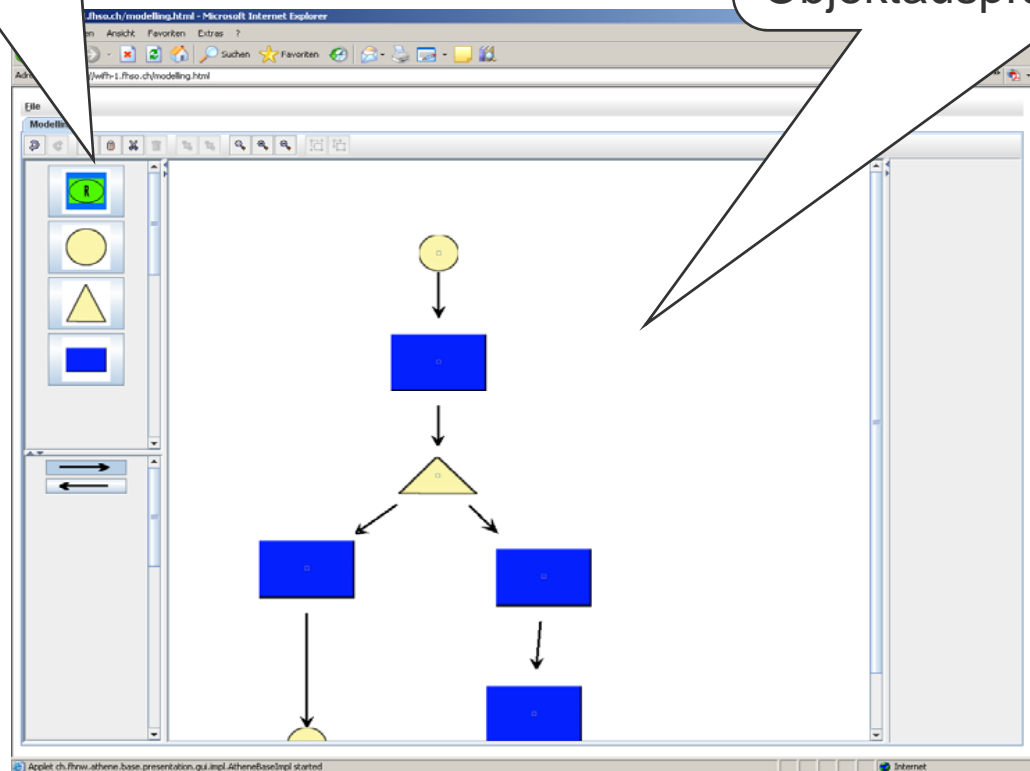 .fhso.ch/modelling.html - Microsoft Internet Explorer
Ansicht Favoriten Extras ?
Suchen Favoriten
//wifh-1.fhso.ch/modelling.html
File
R
Applet ch.fhnw.athene.base.presentation.gui.impl.AtheneBaseImpl started
Internet